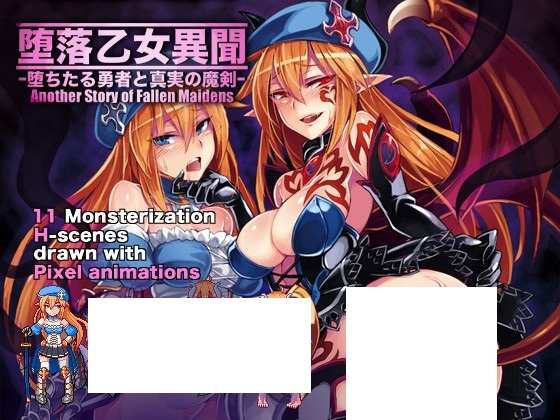 堕落乙女異聞
-堕ちたる勇者と真実の魔剣-
Another Story of Fallen Maidens
11 Monsterization
H-scenes
drawn with
Pixel animations